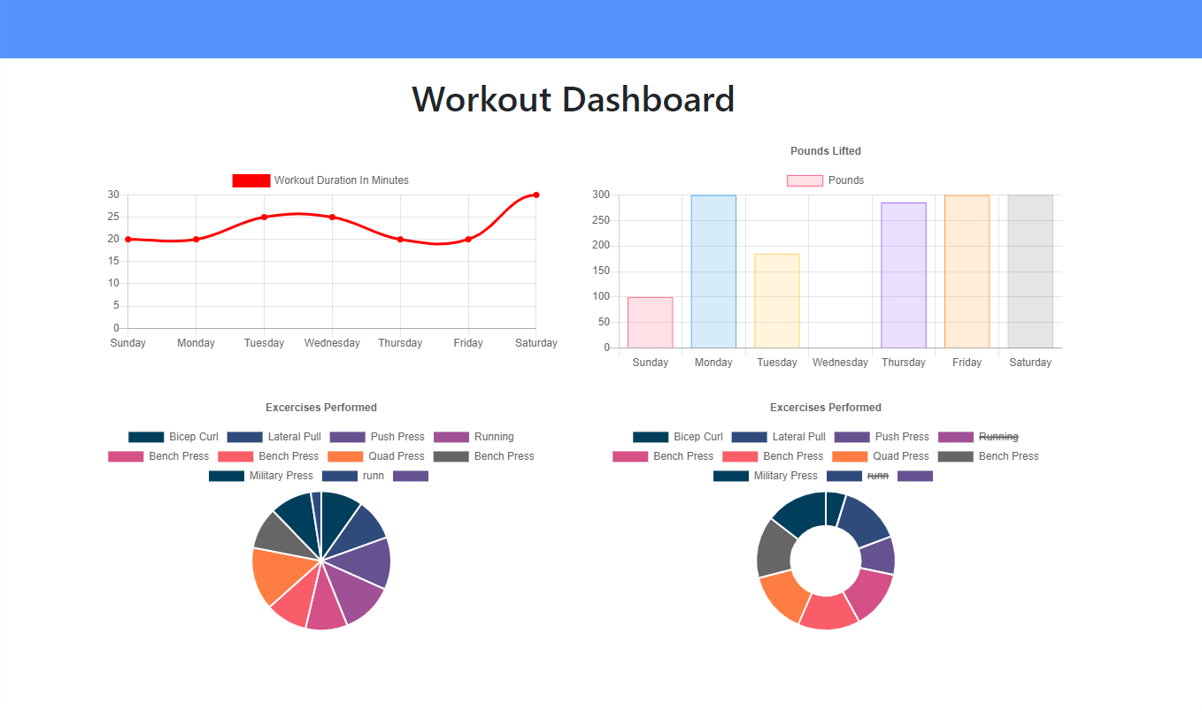 Workout Dashboard
Workout Duration In Minutes
30
25
20
15
10
5
0
Sunday Monday Tuesday Wednesday Thursday Friday Saturday
Pounds Lifted
Pounds
300
250
200
150
100
50
0
Sunday Monday Tuesday Wednesday Thursday Friday Saturday
Excercises Performed
Bicep Curl Lateral Pull Push Press Running
Bench Press Bench Press Quad Press Bench Press
Military Press runn
Excercises Performed
Bicep Curl Lateral Pull Push Press Running
Bench Press Bench Press Quad Press Bench Press
Military Press runn